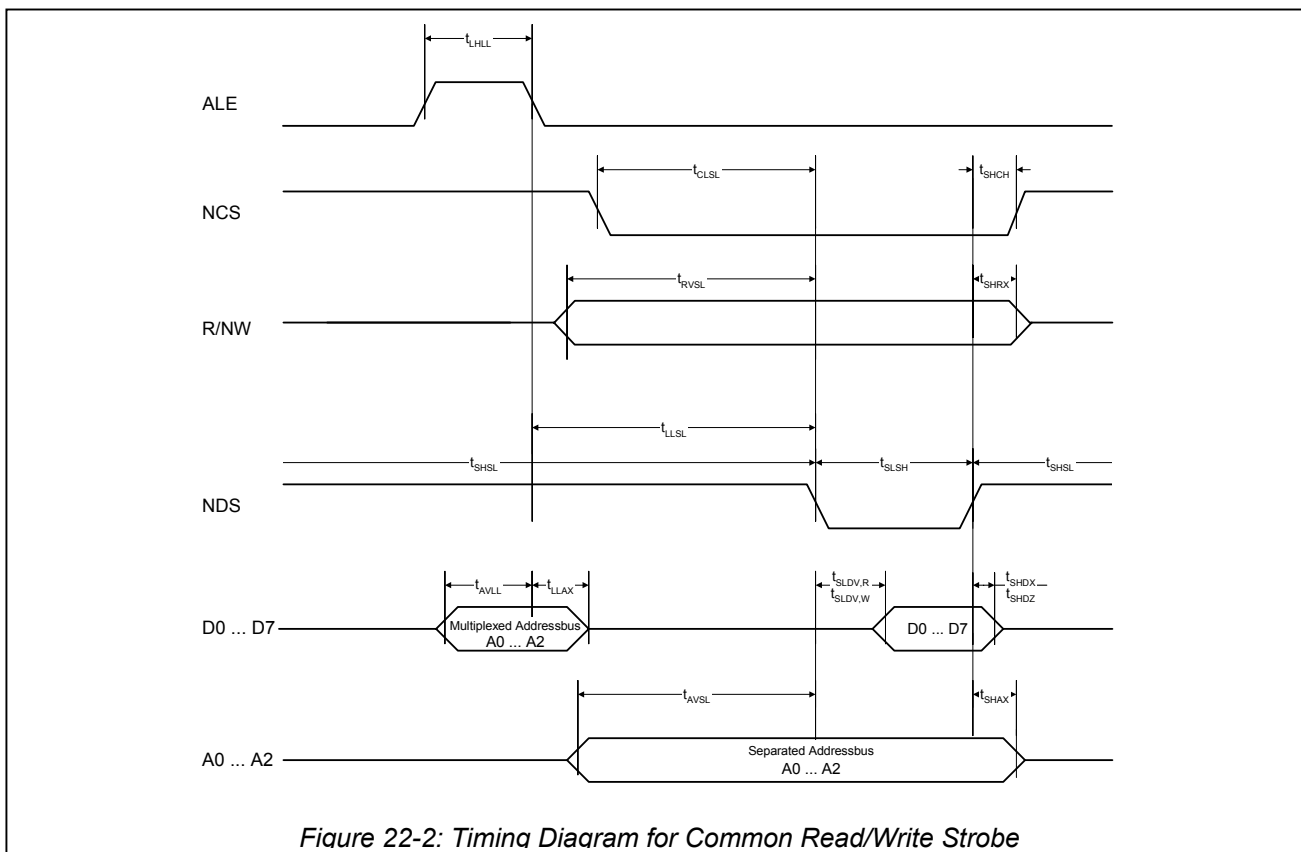 tLHLL
ALE
tCLSL tSHCH
NCS
tRVSL tSHRX
R/NW
tLLSL
tSHSL tSLSH tSHSL
NDS
tAVLL tLLAX tSLDV,R tSHDX
tSLDV,W tSHDZ
D0 ... D7 Multiplexed Addressbus D0 ... D7
A0 ... A2
tAVSL tSHAX
A0 ... A2 Separated Addressbus
A0 ... A2
Figure 22-2: Timing Diagram for Common Read/Write Strobe